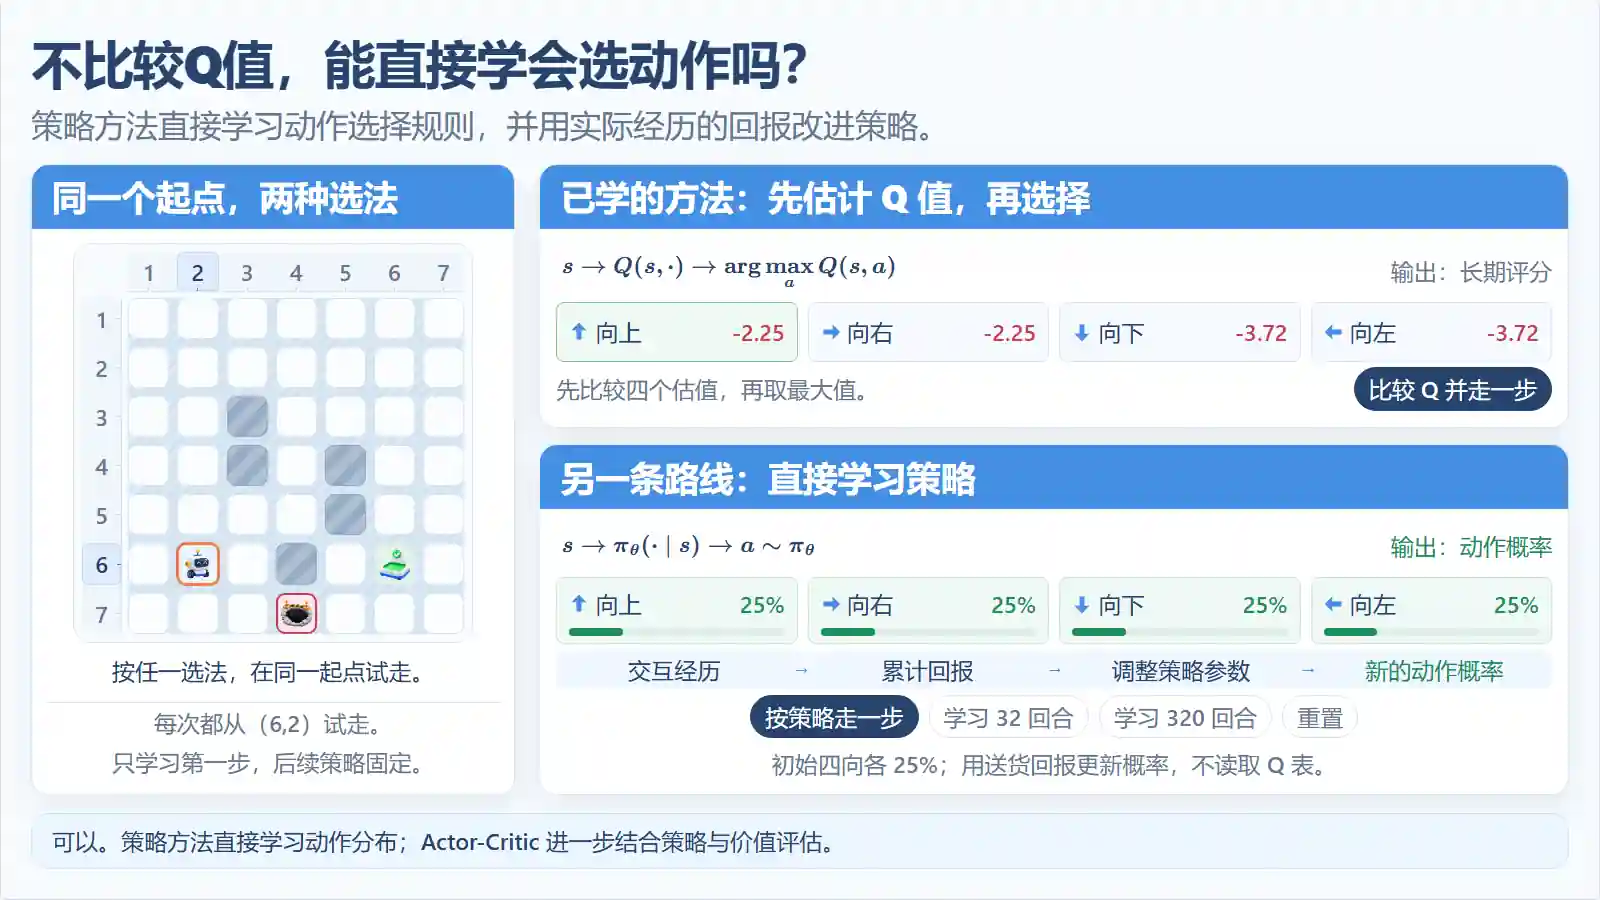 不比较Q值，能直接学会选动作吗？
策略方法直接学习动作选择规则，并用实际经历的回报改进策略。
同一个起点，两种选法
1 2 3 4 5 6 7
1
2
3
4
5
6
7
按任一选法，在同一起点试走。
每次都从（6,2）试走。
只学习第一步，后续策略固定。
已学的方法：先估计 Q 值，再选择
s → Q(s, ·) → arg max_a Q(s, a)
输出：长期评分
↑ 向上 -2.25
→ 向右 -2.25
↓ 向下 -3.72
← 向左 -3.72
先比较四个估值，再取最大值。
比较 Q 并走一步
另一条路线：直接学习策略
s → π_θ(· | s) → a ∼ π_θ
输出：动作概率
↑ 向上 25%
→ 向右 25%
↓ 向下 25%
← 向左 25%
交互经历 → 累计回报 → 调整策略参数 → 新的动作概率
按策略走一步 学习 32 回合 学习 320 回合 重置
初始四向各 25%；用送货回报更新概率，不读取 Q 表。
可以。策略方法直接学习动作分布；Actor-Critic 进一步结合策略与价值评估。